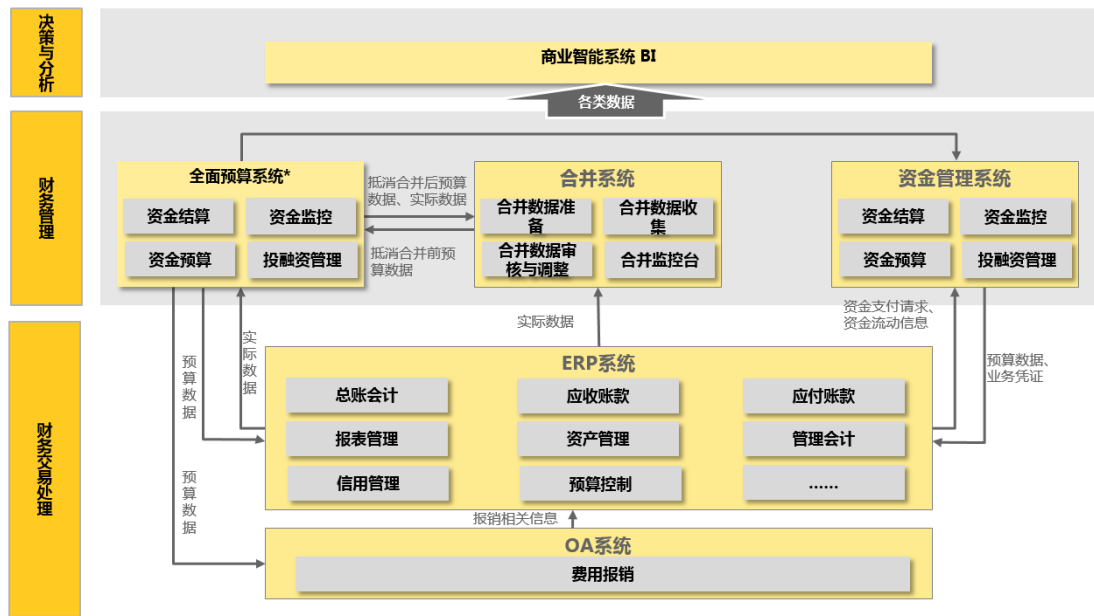 决策与分析
商业智能系统 BI
各类数据
财务管理
全面预算系统*
资金结算
资金监控
资金预算
投融资管理
抵消合并后预算
数据、实际数据
抵消合并前预
算数据
合并系统
合并数据准
备
合并数据收
集
合并数据审
核与调整
合并监控台
资金管理系统
资金结算
资金监控
资金预算
投融资管理
财务交易处理
预算数据
实际数据
实际数据
资金支付请求、
资金流动信息
预算数据、
业务凭证
预算数据
ERP系统
总账会计
应收账款
应付账款
报表管理
资产管理
管理会计
信用管理
预算控制
......
报销相关信息
OA系统
费用报销